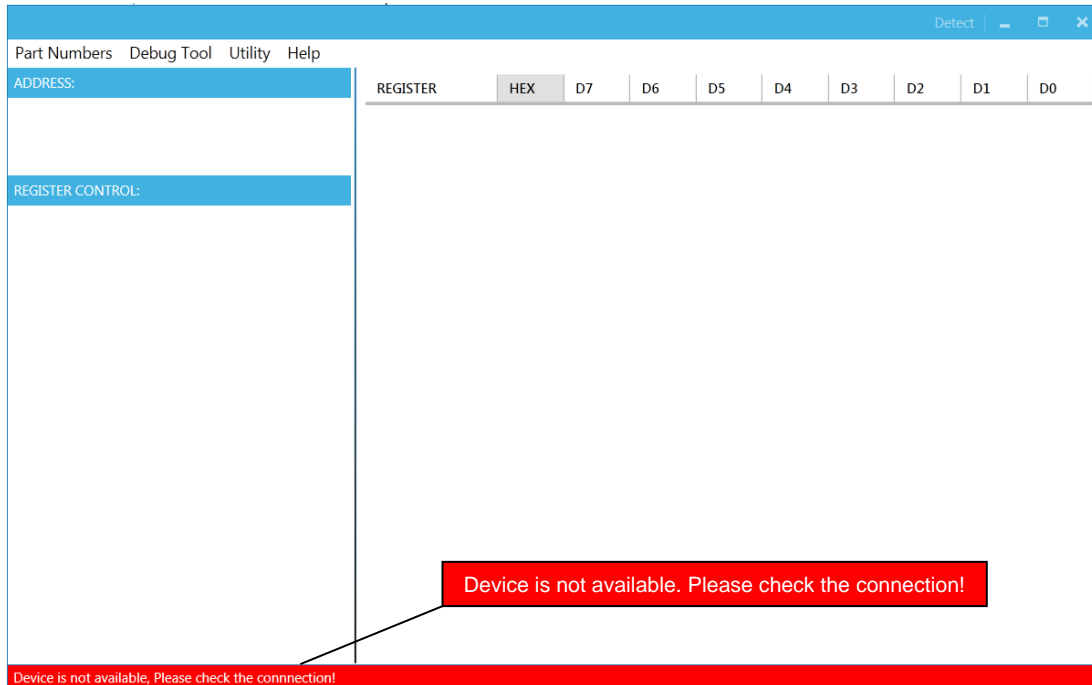 Detect
Part Numbers Debug Tool Utility Help
ADDRESS:
REGISTER HEX D7 D6 D5 D4 D3 D2 D1 D0
REGISTER CONTROL:
Device is not available. Please check the connection!
Device is not available, Please check the connnection!